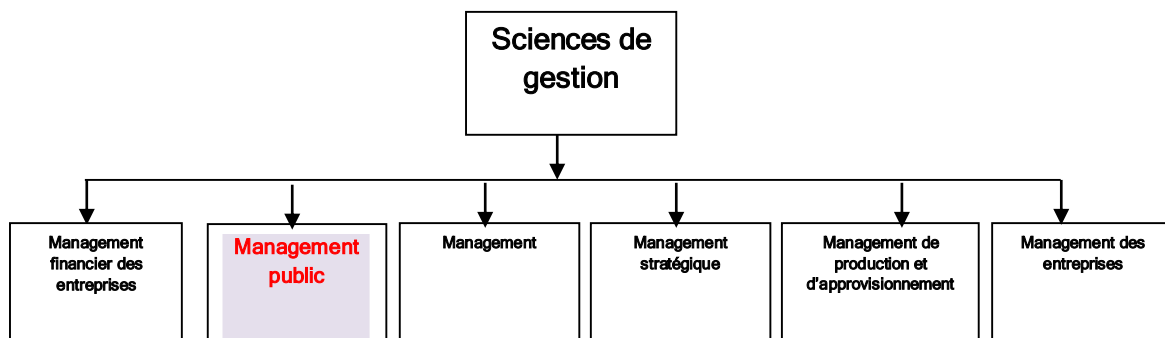 Sciences de
gestion
Management
financier des
entreprises
Management
public
Management
Management
stratégique
Management de
production et
d'approvisionnement
Management des
entreprises